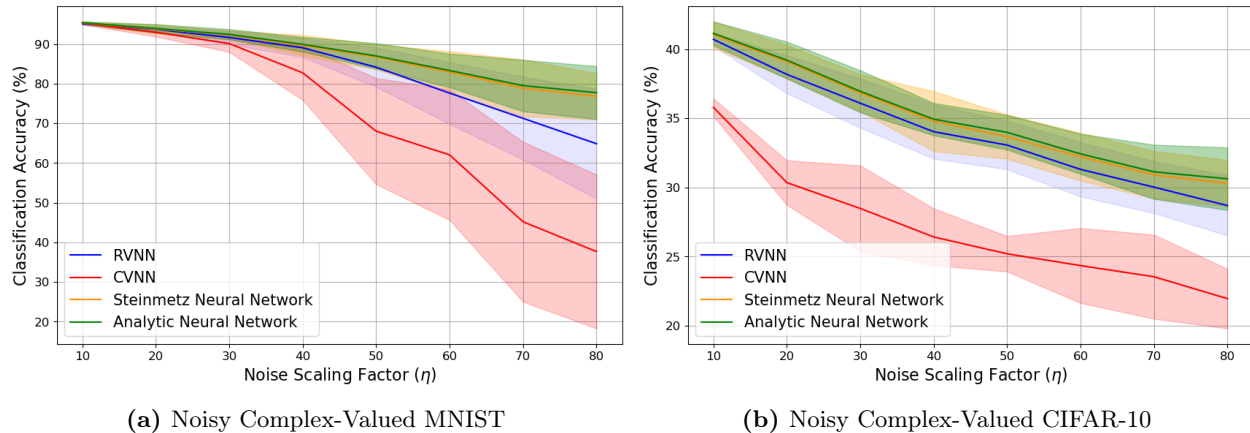 Classification Accuracy (%)
90
80
70
60
50
40
30
20
RVNN
CVNN
Steinmetz Neural Network
Analytic Neural Network
10 20 30 40 50 60 70 80
Noise Scaling Factor (η)
(a) Noisy Complex-Valued MNIST
Classification Accuracy (%)
40
35
30
25
20
RVNN
CVNN
Steinmetz Neural Network
Analytic Neural Network
10 20 30 40 50 60 70 80
Noise Scaling Factor (η)
(b) Noisy Complex-Valued CIFAR-10